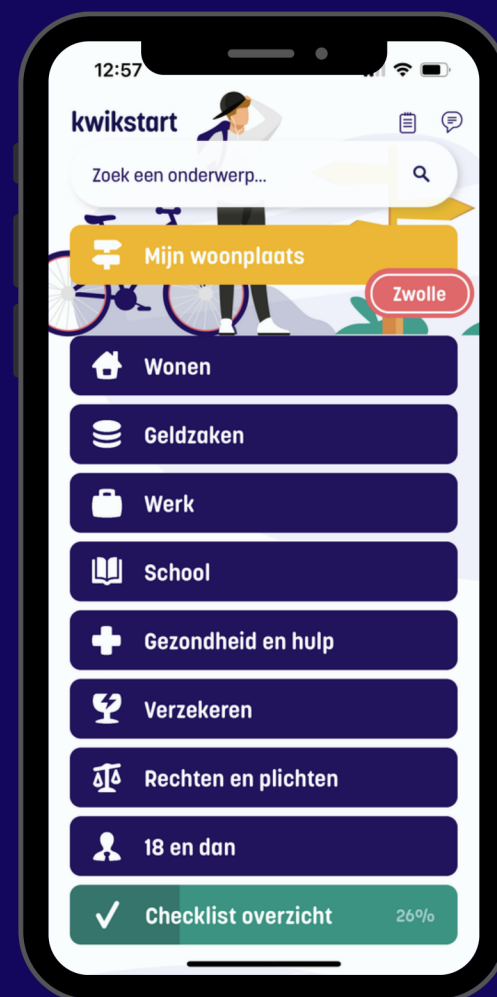 12:57
kwikstart
Zoek een onderwerp...
Mijn woonplaats
Zwolle
Wonen
Geldzaken
Werk
School
Gezondheid en hulp
Verzekeren
Rechten en plichten
18 en dan
Checklist overzicht 26%